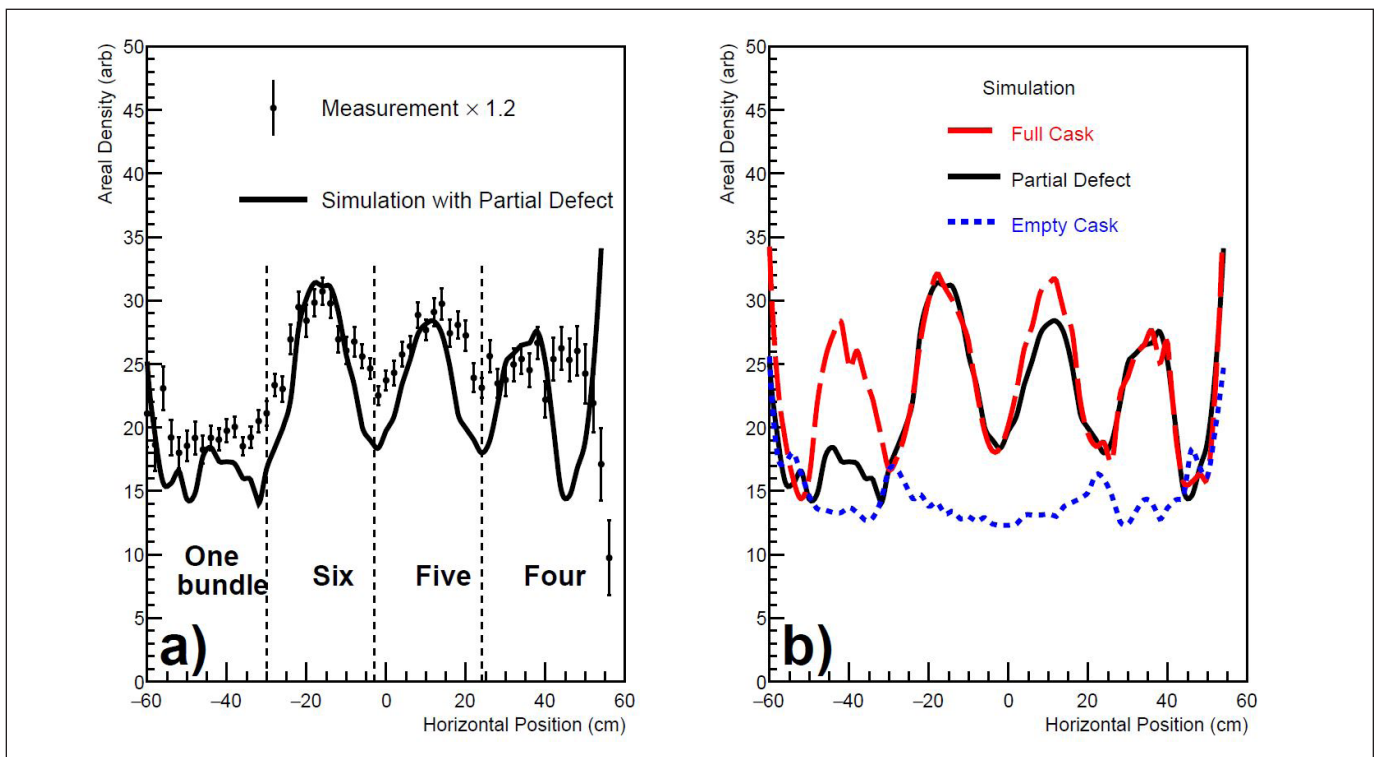 50
45
40
35
30
25
20
15
10
5
0
Areal Density (arb)
Measurement × 1.2
Simulation with Partial Defect
One
bundle
Six
Five
Four
a)
−60
−40
−20
0
20
40
60
Horizontal Position (cm)
50
45
40
35
30
25
20
15
10
5
0
Areal Density (arb)
Simulation
Full Cask
Partial Defect
Empty Cask
b)
−60
−40
−20
0
20
40
60
Horizontal Position (cm)